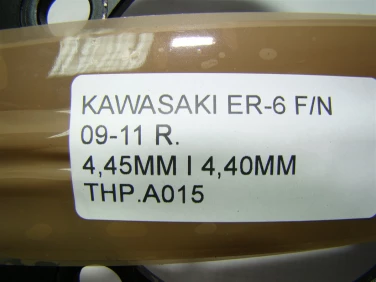 KAWASAKI ER-6 F/N
09-11 R.
4,45MM I 4,40MM
THP.A015